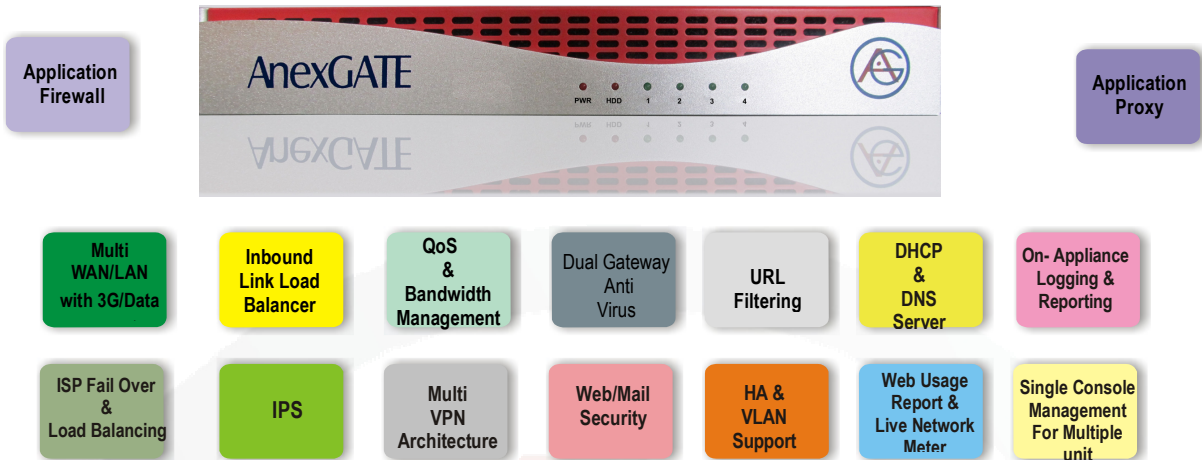 Application
Firewall
AnexGATE
AG
PWR HDD 1 2 3 4
Application
Proxy
Multi
WAN/LAN
with 3G/Data
Inbound
Link Load
Balancer
QoS
&
Bandwidth
Management
Dual Gateway
Anti
Virus
URL
Filtering
DHCP
&
DNS
Server
On- Appliance
Logging &
Reporting
ISP Fail Over
&
Load Balancing
IPS
Multi
VPN
Architecture
Web/Mail
Security
HA &
VLAN
Support
Web Usage
Report &
Live Network
Meter
Single Console
Management
For Multiple
unit